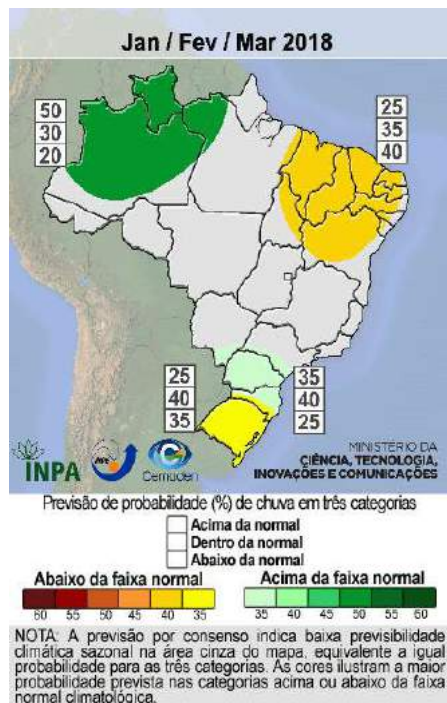 Jan / Fev / Mar 2018
50
30
20
25
35
40
25
40
35
35
40
25
INPA
Cemaden
MINISTÉRIO DA
CIÊNCIA, TECNOLOGIA,
INOVAÇÕES E COMUNICAÇÕES
Previsão de probabilidade (%) de chuva em três categorias
Acima da normal
Dentro da normal
Abaixo da normal
Abaixo da faixa normal
Acima da faixa normal
60 55 50 45 40 35
35 40 45 50 55 60
NOTA: A previsão por consenso indica baixa previsibilidade
climática sazonal na área cinza do mapa, equivalente a igual
probabilidade para as três categorias. As cores ilustram a maior
probabilidade prevista nas categorias acima ou abaixo da faixa
normal climatológica.